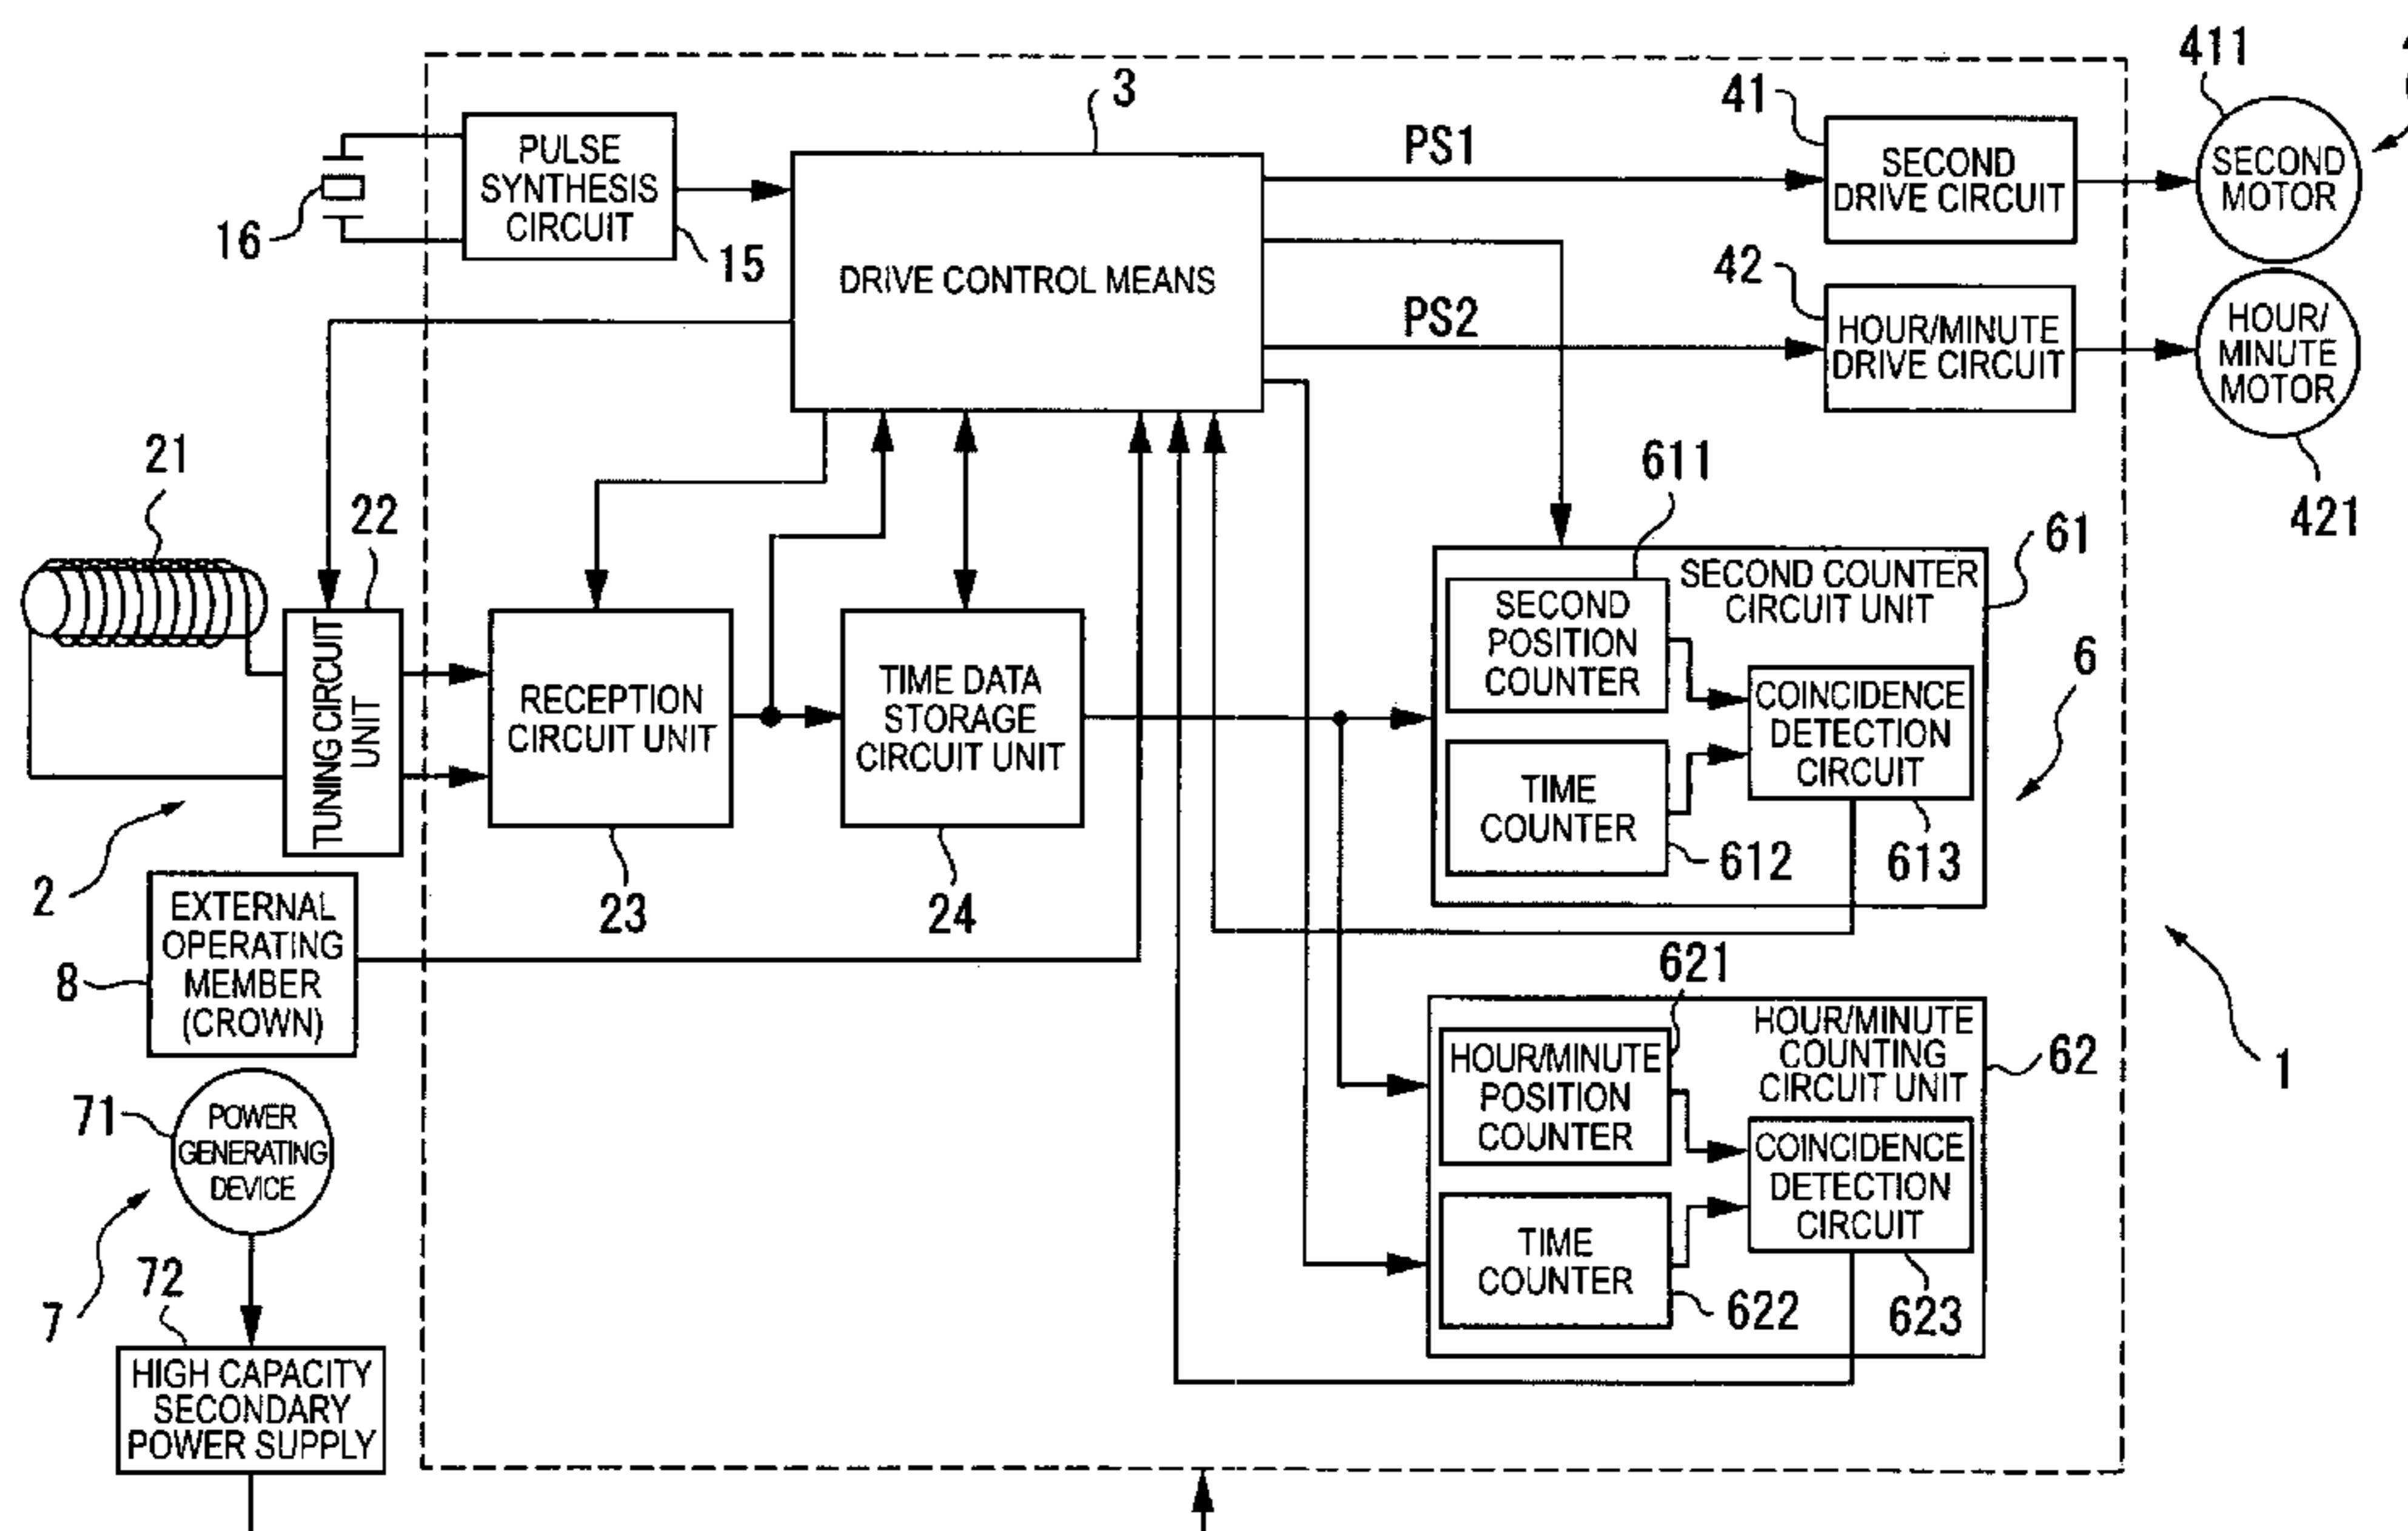 411
4
3
41
PS1
PULSE
SYNTHESIS
CIRCUIT
SECOND
DRIVE CIRCUIT
SECOND
MOTOR
16
15
DRIVE CONTROL MEANS
42
PS2
HOUR/MINUTE
DRIVE CIRCUIT
HOUR/
MINUTE
MOTOR
21
22
611
421
61
SECOND COUNTER
CIRCUIT UNIT
SECOND
POSITION
COUNTER
TUNING CIRCUIT
UNIT
RECEPTION
CIRCUIT UNIT
TIME DATA
STORAGE
CIRCUIT UNIT
6
COINCIDENCE
DETECTION
CIRCUIT
TIME
COUNTER
612
613
2
23
24
EXTERNAL
OPERATING
MEMBER
(CROWN)
8
621
HOUR/MINUTE
COUNTING
CIRCUIT UNIT
62
1
HOUR/MINUTE
POSITION
COUNTER
71
POWER
GENERATING
DEVICE
COINCIDENCE
DETECTION
CIRCUIT
TIME
COUNTER
622
623
7
72
HIGH CAPACITY
SECONDARY
POWER SUPPLY